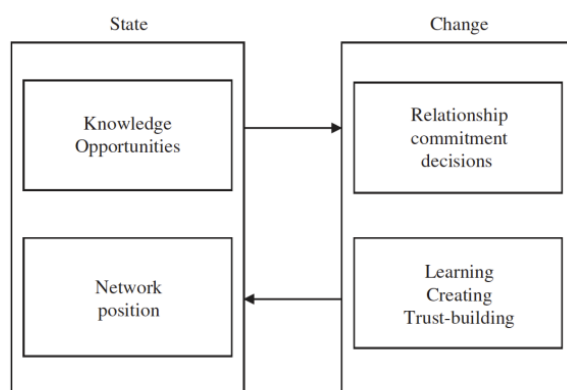 State
Change
Knowledge
Opportunities
Relationship
commitment
decisions
Network
position
Learning
Creating
Trust-building